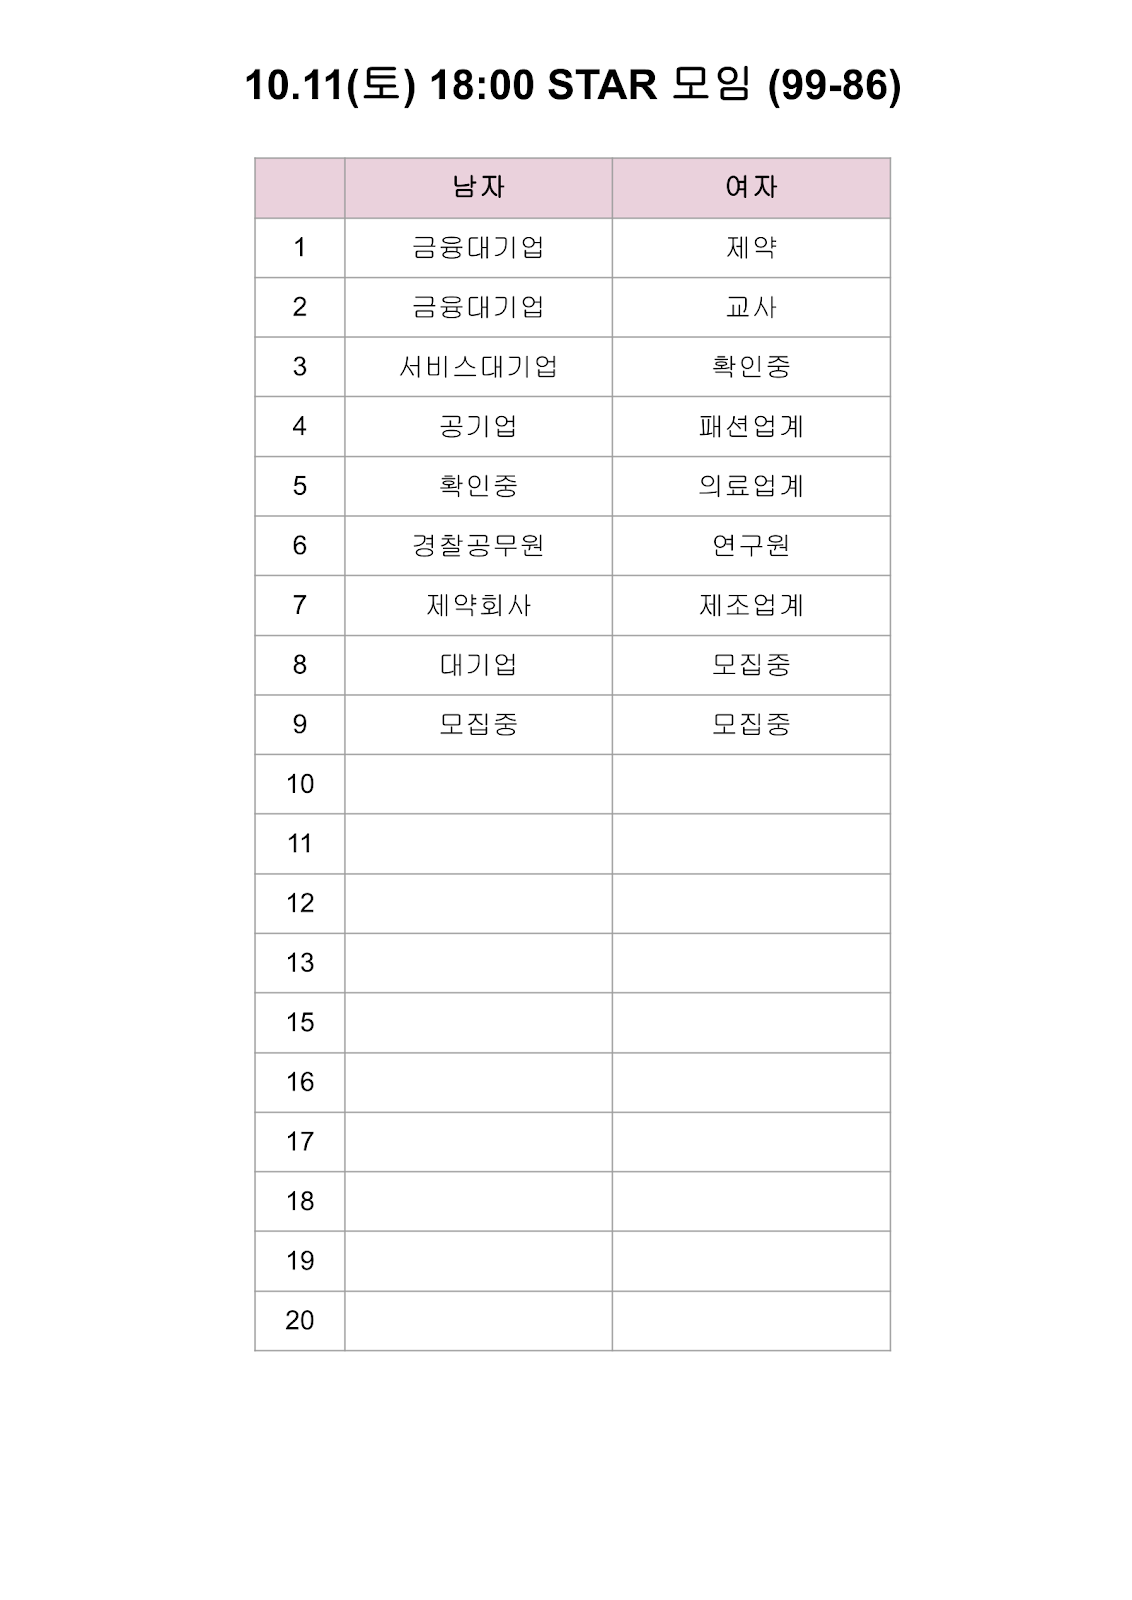 10.11(토) 18:00 STAR 모임 (99-86)
남자 여자
1 금융대기업 제약
2 금융대기업 교사
3 서비스대기업 확인중
4 공기업 패션업계
5 확인중 의료업계
6 경찰공무원 연구원
7 제약회사 제조업계
8 대기업 모집중
9 모집중 모집중
10
11
12
13
15
16
17
18
19
20